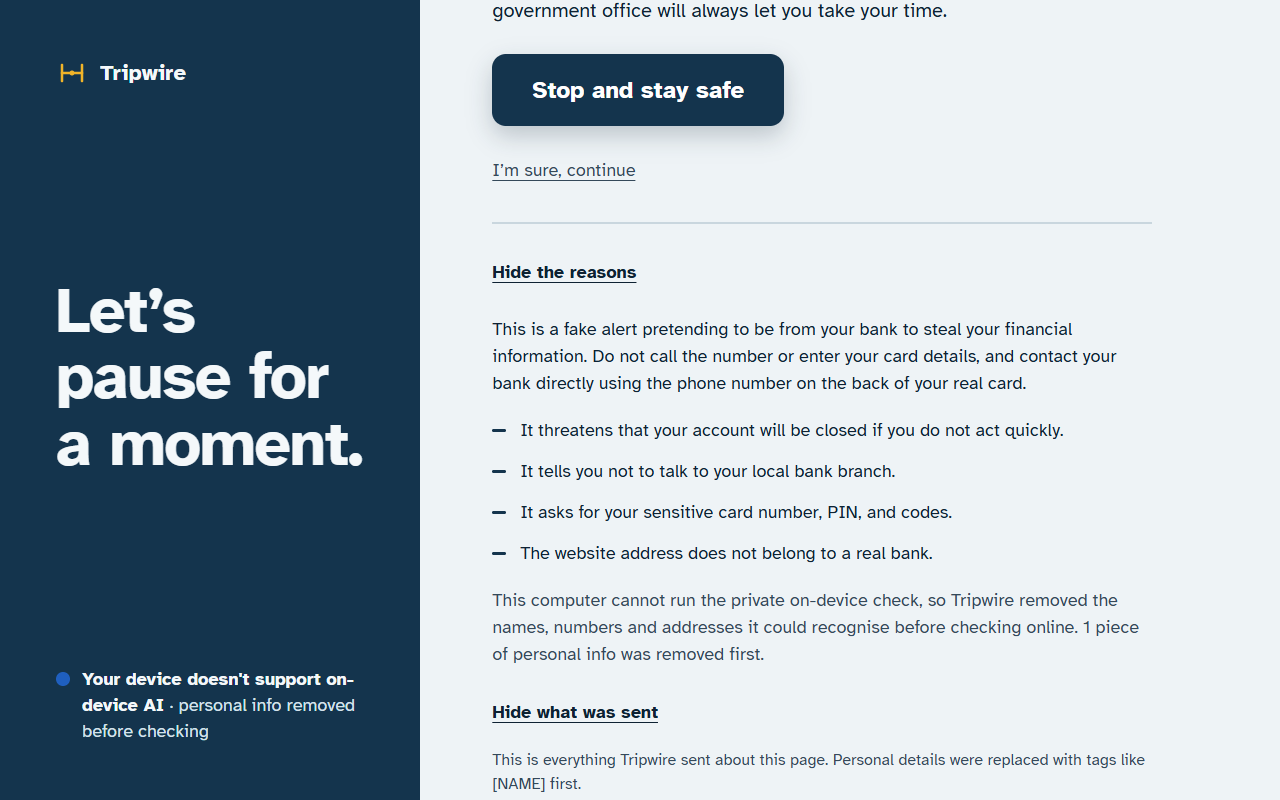 government office will always let you take your time.
Tripwire
Stop and stay safe
I’m sure, continue
Hide the reasons
Let’s
pause for
a moment.
This is a fake alert pretending to be from your bank to steal your financial
information. Do not call the number or enter your card details, and contact your
bank directly using the phone number on the back of your real card.
It threatens that your account will be closed if you do not act quickly.
It tells you not to talk to your local bank branch.
It asks for your sensitive card number, PIN, and codes.
The website address does not belong to a real bank.
This computer cannot run the private on-device check, so Tripwire removed the
names, numbers and addresses it could recognise before checking online. 1 piece
of personal info was removed first.
Your device doesn't support on-
device AI · personal info removed
before checking
Hide what was sent
This is everything Tripwire sent about this page. Personal details were replaced with tags like
[NAME] first.